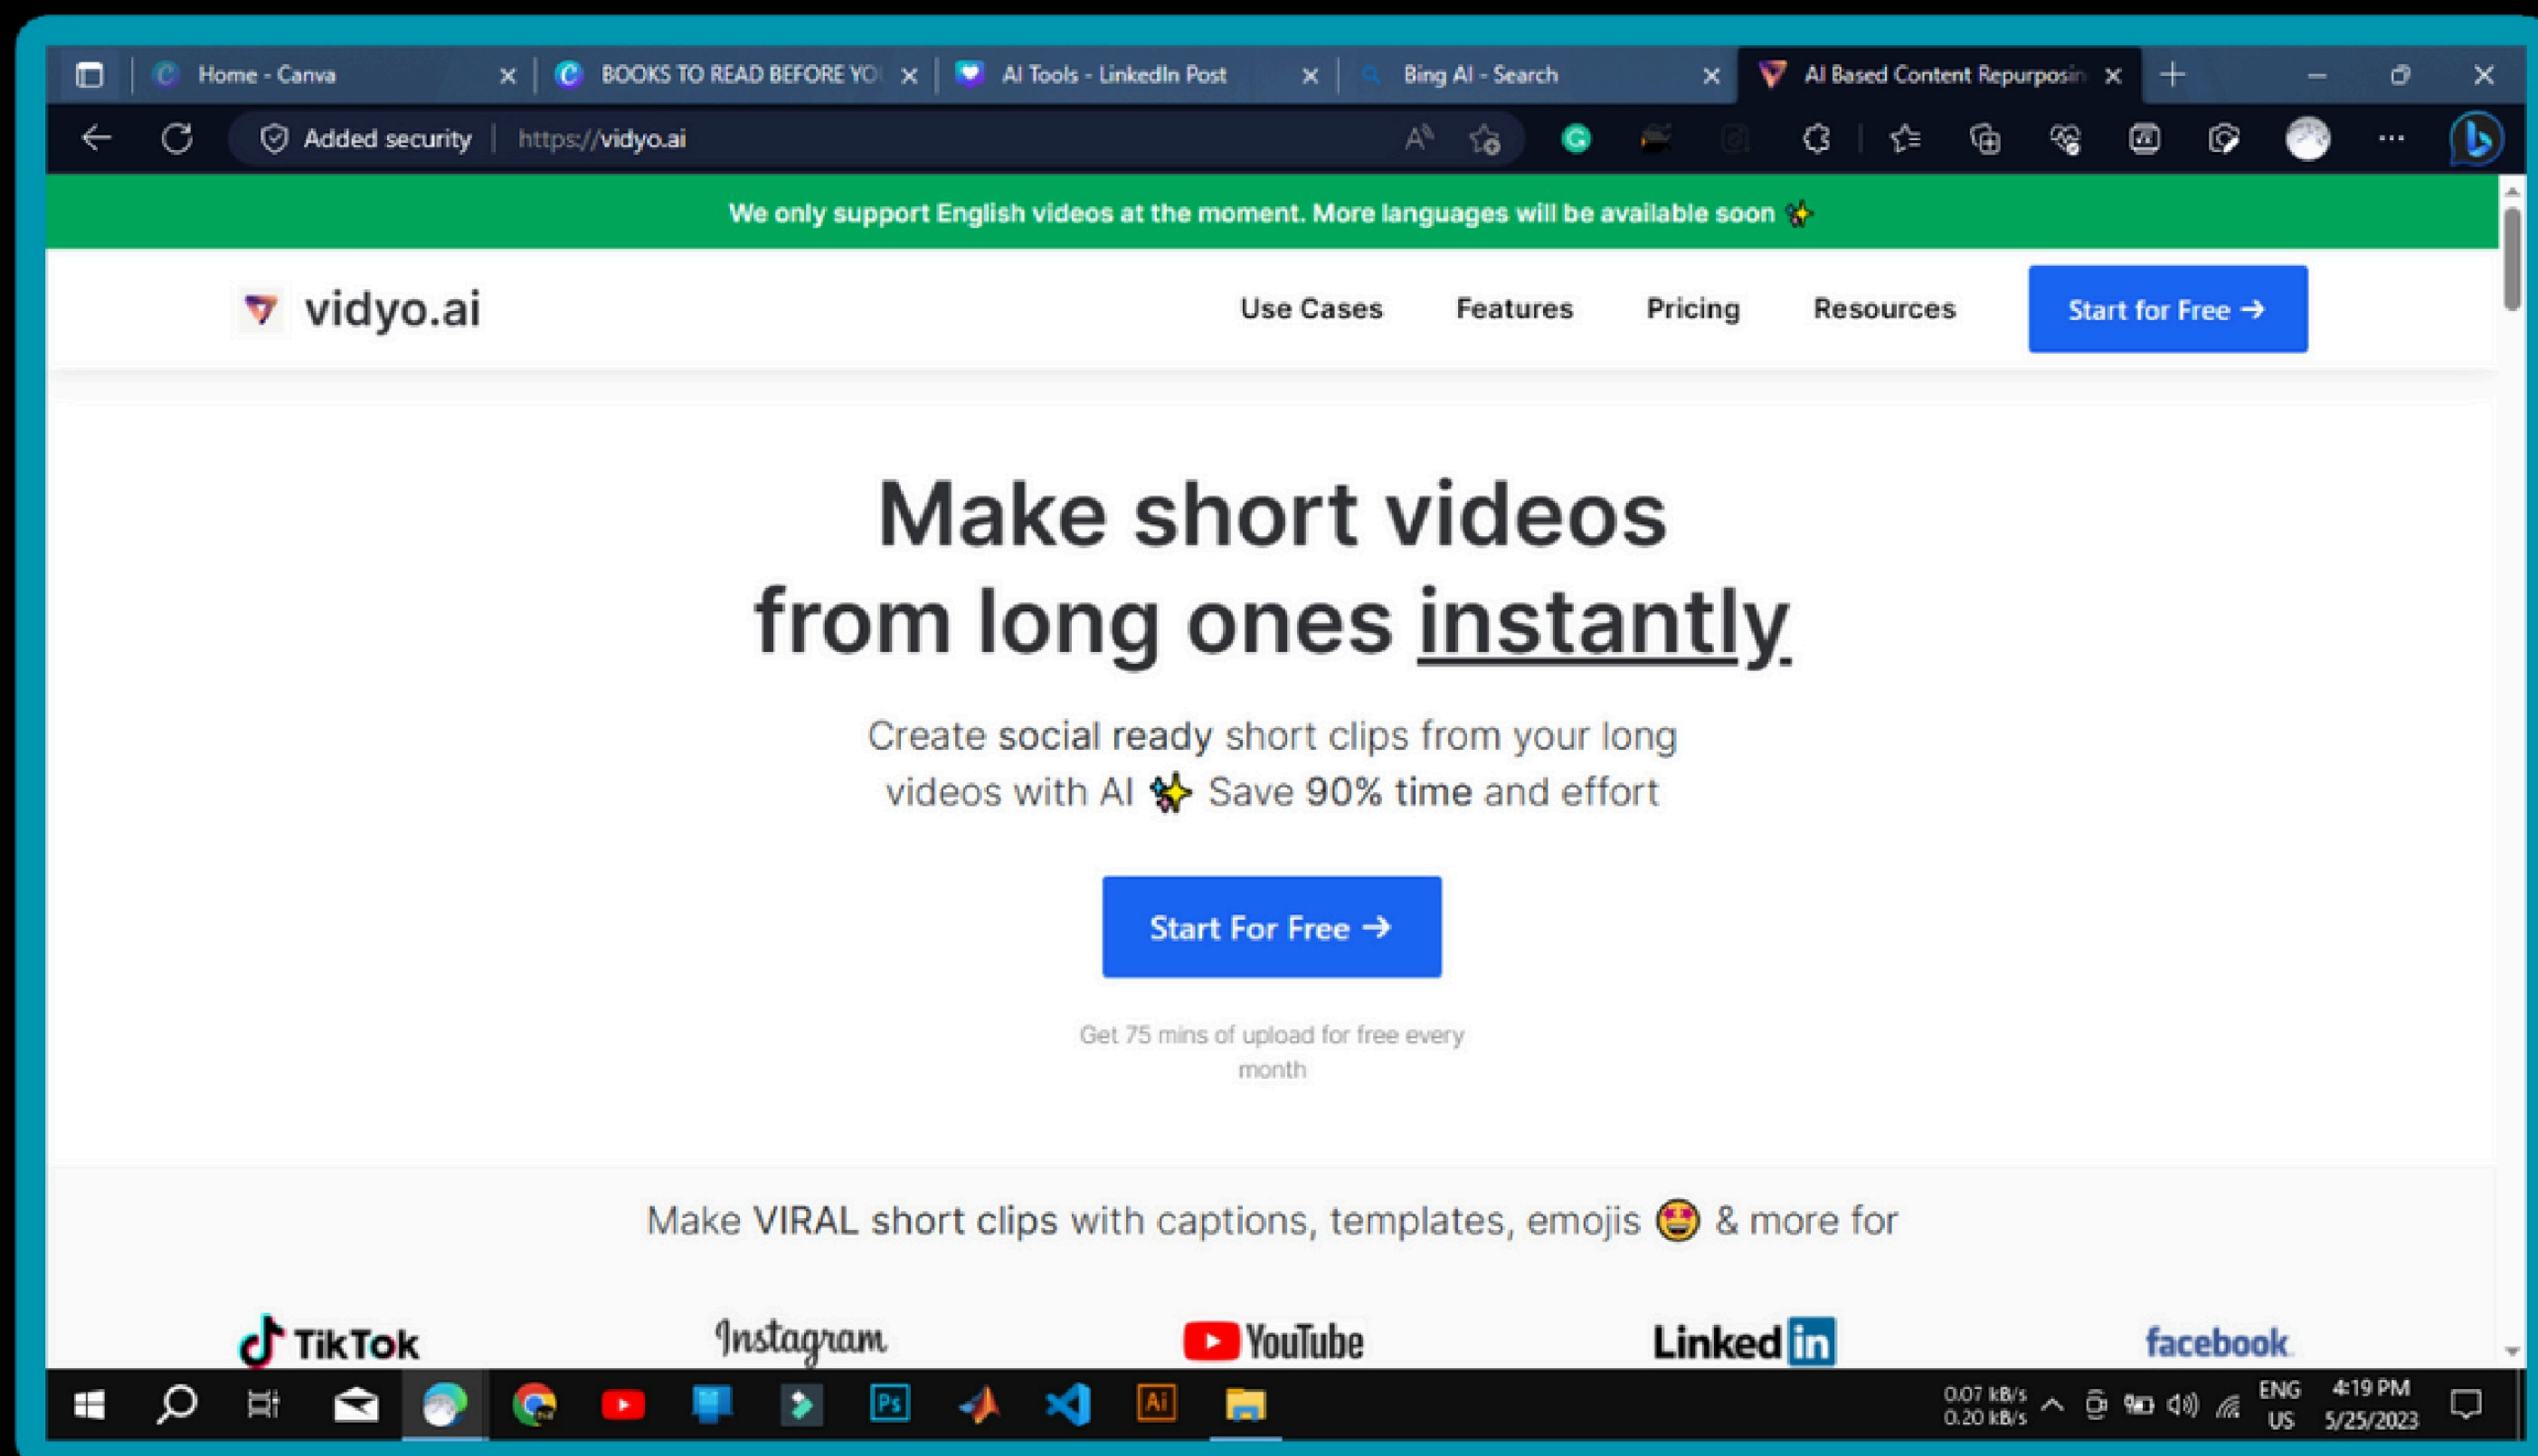 Home - Canva
BOOKS TO READ BEFORE YO
AI Tools - LinkedIn Post
Bing AI - Search
AI Based Content Repurposin
Added security
https://vidyo.ai
We only support English videos at the moment. More languages will be available soon ✨
vidyo.ai
Use Cases
Features
Pricing
Resources
Start for Free →
Make short videos
from long ones instantly.
Create social ready short clips from your long
videos with AI ✨ Save 90% time and effort
Start For Free →
Get 75 mins of upload for free every
month
Make VIRAL short clips with captions, templates, emojis 🤩 & more for
TikTok
Instagram
YouTube
Linked in
facebook
Ps
Ai
0.07 kB/s
0.20 kB/s
ENG
US
4:19 PM
5/25/2023